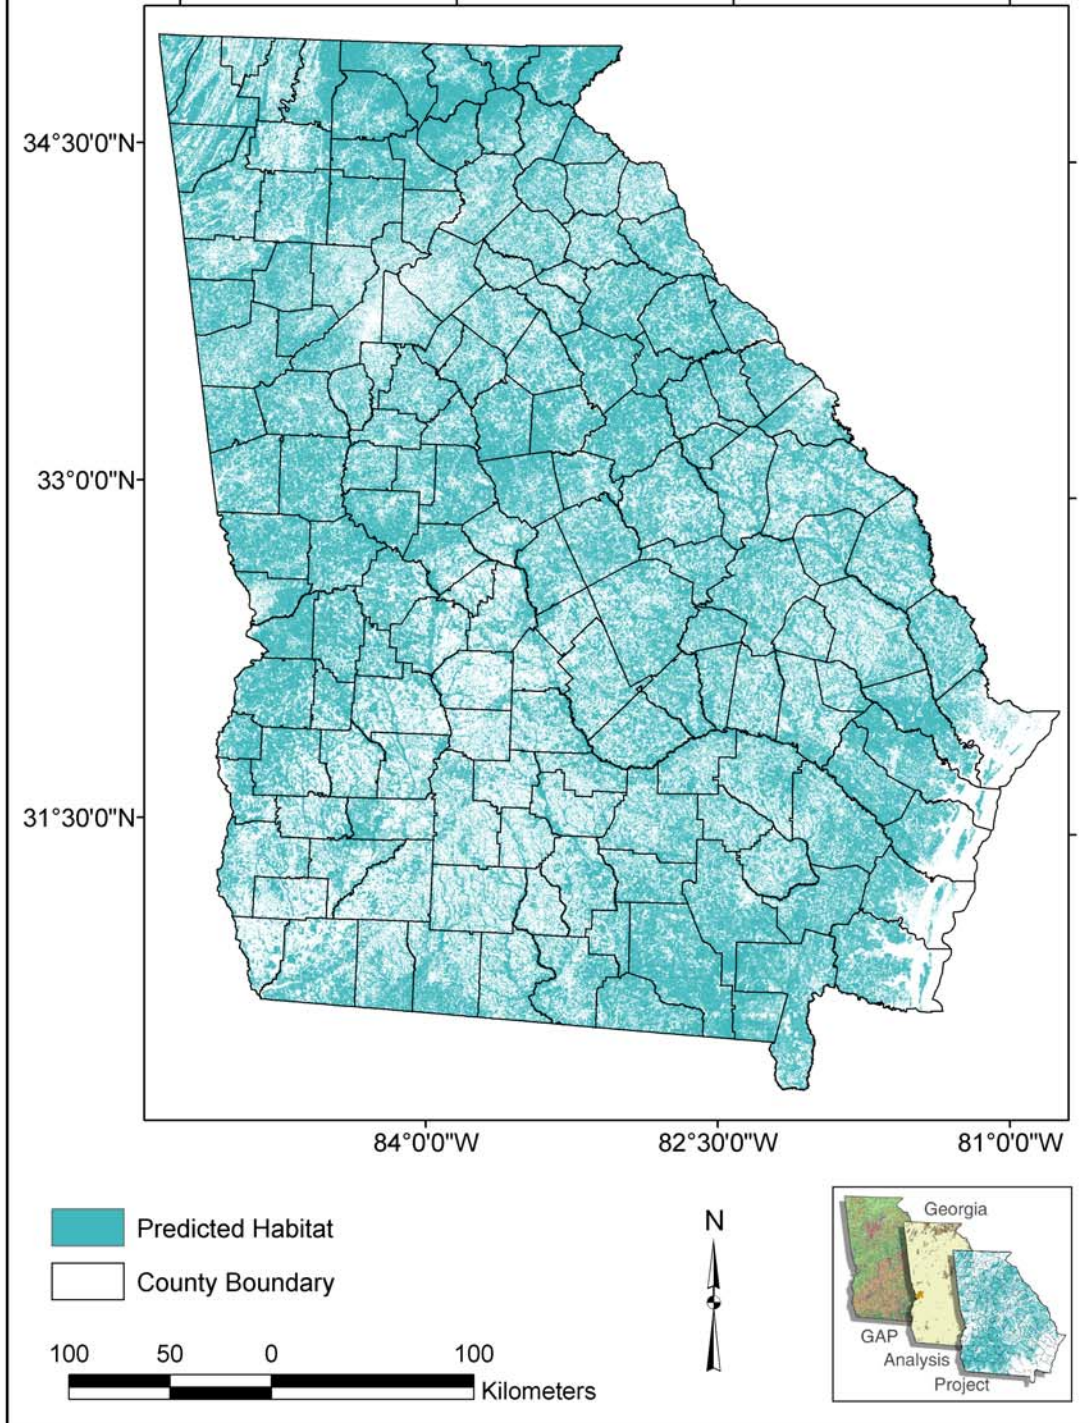 34°30'0"N
33°0'0"N
31°30'0"N
84°0'0"W 82°30'0"W 81°0'0"W
Predicted Habitat
County Boundary
N
100 50 0 100
Kilometers
Georgia
GAP
Analysis
Project